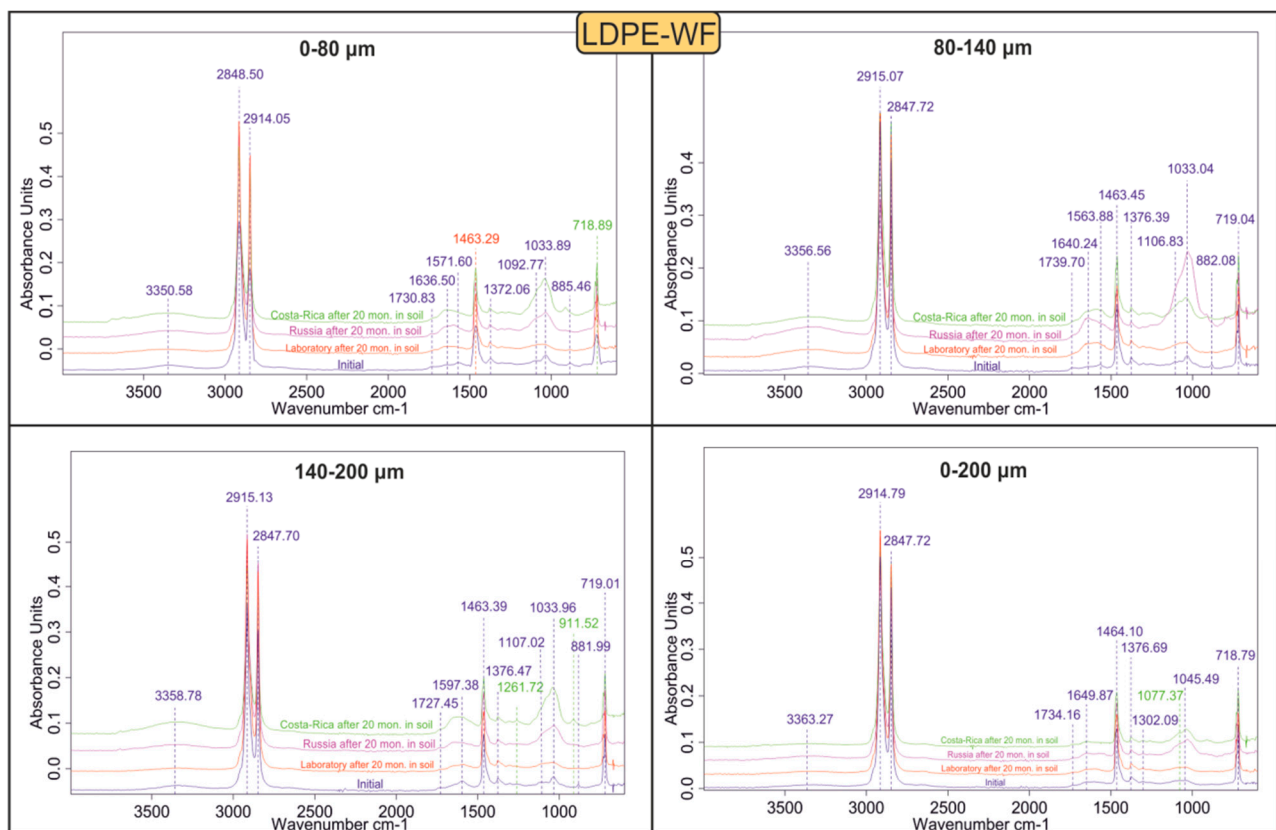 LDPE-WF
0-80 µm
2848.50
2914.05
3350.58
1730.83
1636.50
1571.60
1463.29
1372.06
1092.77
1033.89
885.46
718.89
Costa-Rica after 20 mon. in soil
Russia after 20 mon. in soil
Laboratory after 20 mon. in soil
Initial
Absorbance Units
0.5
0.4
0.3
0.2
0.1
0.0
3500 3000 2500 2000 1500 1000
Wavenumber cm-1
80-140 µm
2915.07
2847.72
3356.56
1739.70
1640.24
1563.88
1463.45
1376.39
1106.83
1033.04
882.08
719.04
Costa-Rica after 20 mon. in soil
Russia after 20 mon. in soil
Laboratory after 20 mon. in soil
Initial
Absorbance Units
0.4
0.3
0.2
0.1
0.0
3500 3000 2500 2000 1500 1000
Wavenumber cm-1
140-200 µm
2915.13
2847.70
3358.78
1727.45
1597.38
1463.39
1376.47
1261.72
1107.02
1033.96
911.52
881.99
719.01
Costa-Rica after 20 mon. in soil
Russia after 20 mon. in soil
Laboratory after 20 mon. in soil
Initial
Absorbance Units
0.5
0.4
0.3
0.2
0.1
0.0
3500 3000 2500 2000 1500 1000
Wavenumber cm-1
0-200 µm
2914.79
2847.72
3363.27
1734.16
1649.87
1464.10
1376.69
1302.09
1077.37
1045.49
718.79
Costa-Rica after 20 mon. in soil
Russia after 20 mon. in soil
Laboratory after 20 mon. in soil
Initial
Absorbance Units
0.5
0.4
0.3
0.2
0.1
0.0
3500 3000 2500 2000 1500 1000
Wavenumber cm-1